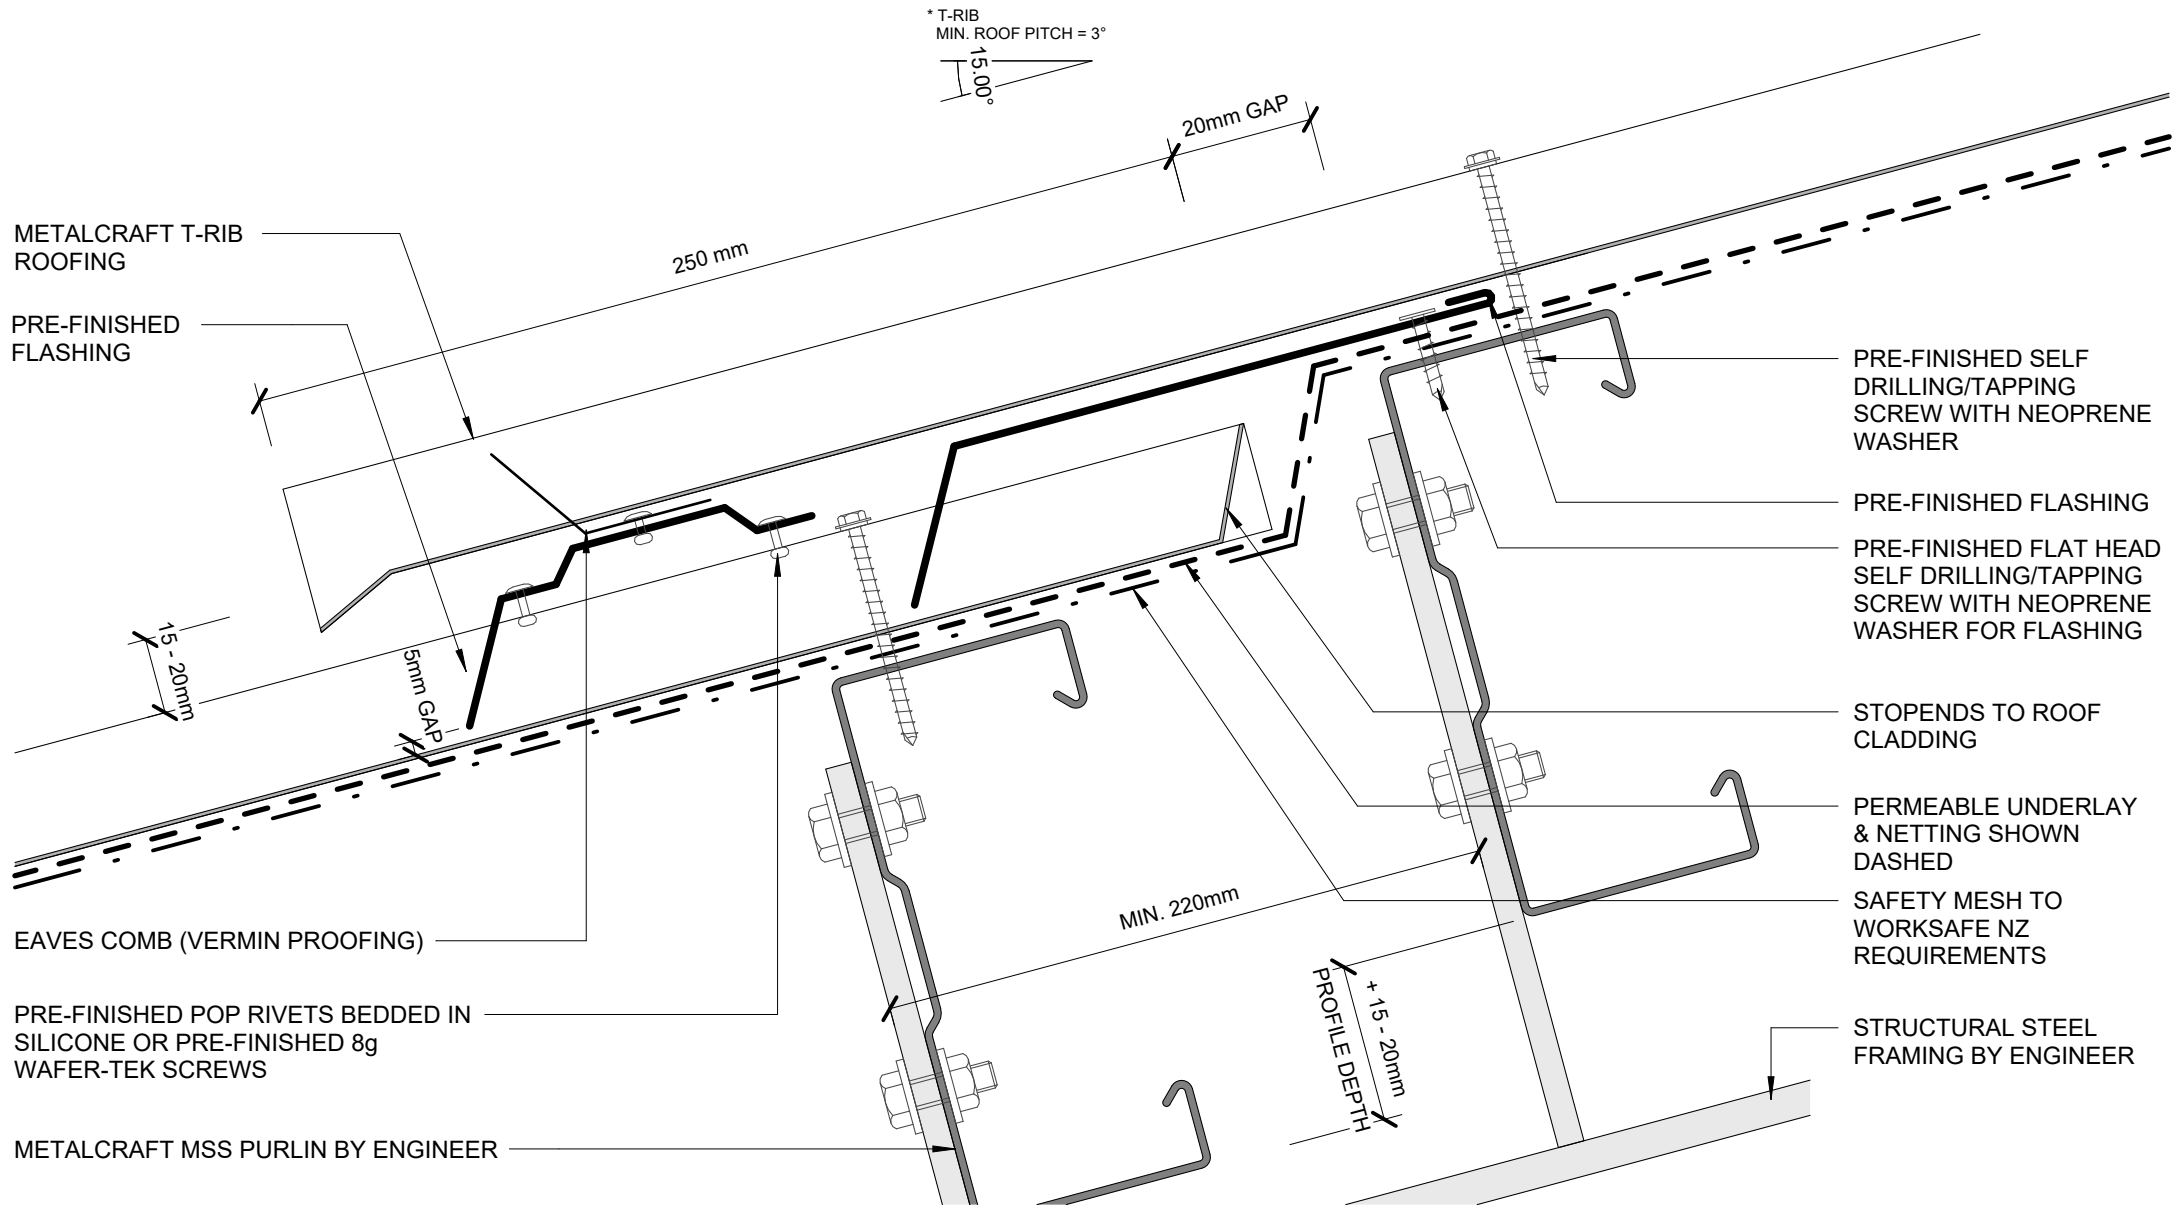 * T-RIB
MIN. ROOF PITCH = 3°
15.00°
20mm GAP
250 mm
METALCRAFT T-RIB
ROOFING
PRE-FINISHED
FLASHING
15 - 20mm
5mm GAP
EAVES COMB (VERMIN PROOFING)
PRE-FINISHED POP RIVETS BEDDED IN
SILICONE OR PRE-FINISHED 8g
WAFER-TEK SCREWS
METALCRAFT MSS PURLIN BY ENGINEER
MIN. 220mm
PROFILE DEPTH
+ 15 - 20mm
PRE-FINISHED SELF
DRILLING/TAPPING
SCREW WITH NEOPRENE
WASHER
PRE-FINISHED FLASHING
PRE-FINISHED FLAT HEAD
SELF DRILLING/TAPPING
SCREW WITH NEOPRENE
WASHER FOR FLASHING
STOPENDS TO ROOF
CLADDING
PERMEABLE UNDERLAY
& NETTING SHOWN
DASHED
SAFETY MESH TO
WORKSAFE NZ
REQUIREMENTS
STRUCTURAL STEEL
FRAMING BY ENGINEER